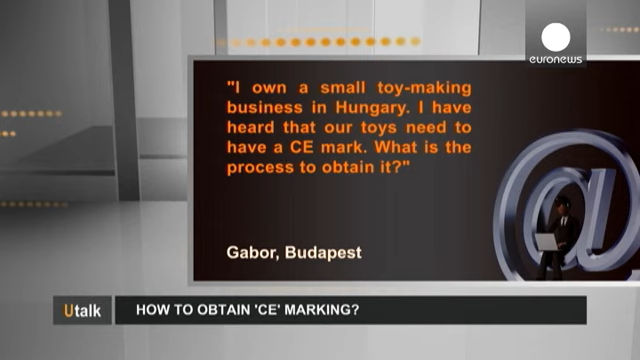 euronews
"I own a small toy-making
business in Hungary. I have
heard that our toys need to
have a CE mark. What is the
process to obtain it?"
Gabor, Budapest
Utalk
HOW TO OBTAIN 'CE' MARKING?